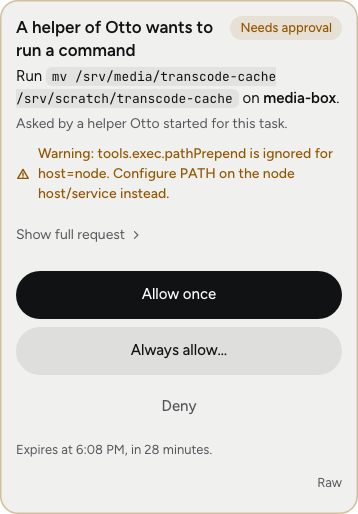 A helper of Otto wants to
run a command
Needs approval
Run mv /srv/media/transcode-cache
/srv/scratch/transcode-cache on media-box.
Asked by a helper Otto started for this task.
Warning: tools.exec.pathPrepend is ignored for
host=node. Configure PATH on the node
host/service instead.
Show full request
Allow once
Always allow...
Deny
Expires at 6:08 PM, in 28 minutes.
Raw